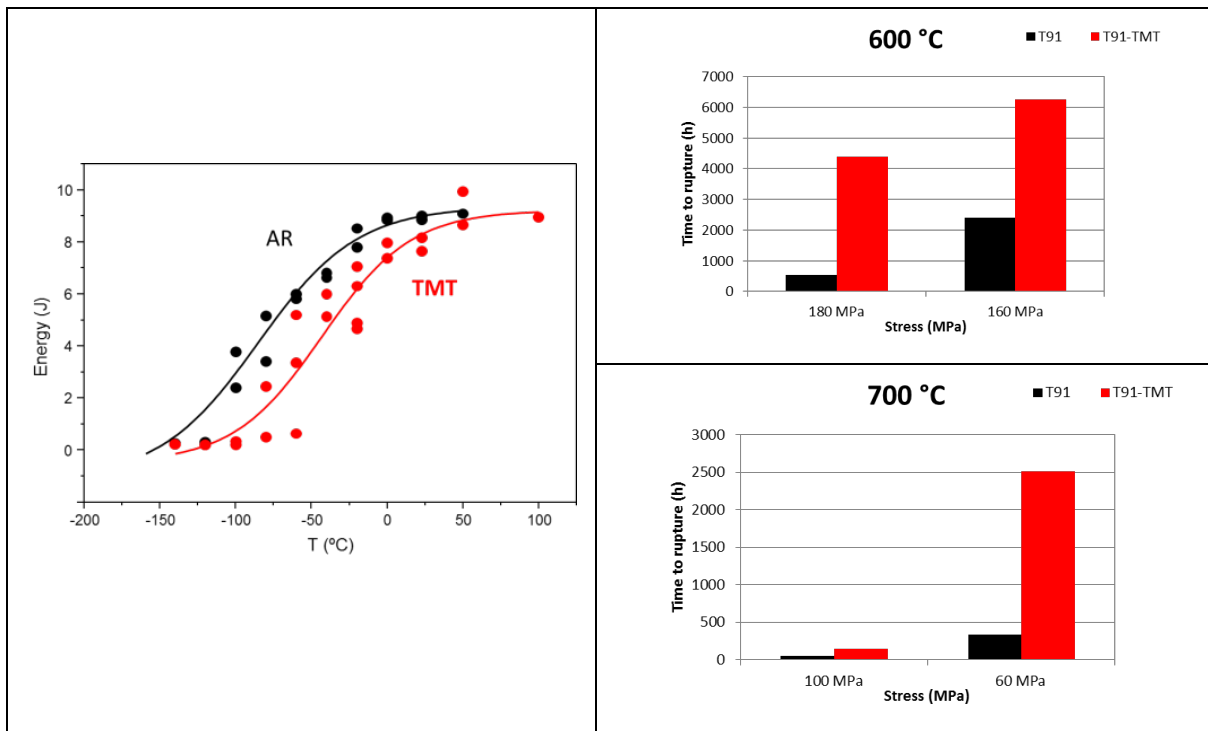 10
8
6
4
2
0
Energy (J)
AR
TMT
-200 -150 -100 -50 0 50 100
T (ºC)
600 °C
T91 T91-TMT
7000
6000
5000
4000
3000
2000
1000
0
Time to rupture (h)
180 MPa 160 MPa
Stress (MPa)
700 °C
T91 T91-TMT
3000
2500
2000
1500
1000
500
0
Time to rupture (h)
100 MPa 60 MPa
Stress (MPa)